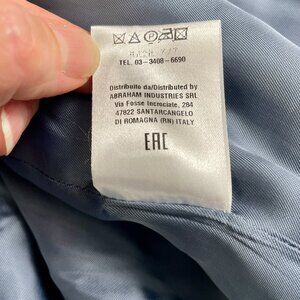 TEL. 03-3408-6690
Distribuito da/Distributed by
ABRAHAM INDUSTRIES SRL
Via Fosse Incrociate, 284
47822 SANTARCANGELO
DI ROMAGNA (RN) ITALY
EAC